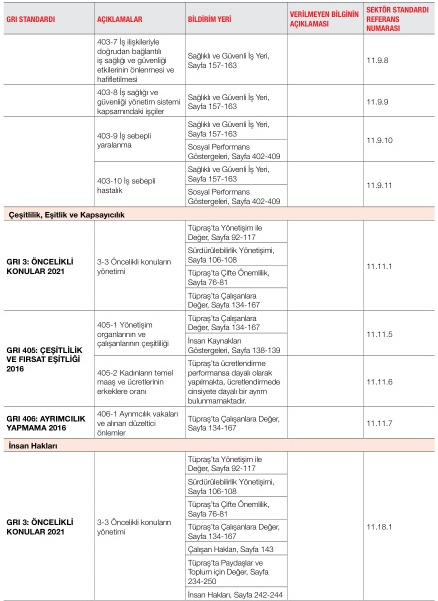 GRI STANDARDI
AÇIKLAMALAR
BİLDİRİM YERİ
VERİLMEYEN BİLGİNİN
AÇIKLAMASI
SEKTÖR STANDARDI
REFERANS
NUMARASI
403-7 İş ilişkileriyle
doğrudan bağlantılı
iş sağlığı ve güvenliği
etkilerinin önlenmesi ve
hafifletilmesi
Sağlıklı ve Güvenli İş Yeri,
Sayfa 157-163
11.9.8
403-8 İş sağlığı ve
güvenliği yönetim sistemi
kapsamındaki işçiler
Sağlıklı ve Güvenli İş Yeri,
Sayfa 157-163
11.9.9
403-9 İş sebepli
yaralanma
Sağlıklı ve Güvenli İş Yeri,
Sayfa 157-163
Sosyal Performans
Göstergeleri, Sayfa 402-409
11.9.10
403-10 İş sebepli
hastalık
Sağlıklı ve Güvenli İş Yeri,
Sayfa 157-163
Sosyal Performans
Göstergeleri, Sayfa 402-409
11.9.11
Çeşitlilik, Eşitlik ve Kapsayıcılık
GRI 3: ÖNCELİKLİ
KONULAR 2021
3-3 Öncelikli konuların
yönetimi
Tüpraş'ta Yönetişim ile
Değer, Sayfa 92-117
Sürdürülebilirlik Yönetişimi,
Sayfa 106-108
Tüpraş'ta Çifte Önemlilik,
Sayfa 76-81
Tüpraş'ta Çalışanlara
Değer, Sayfa 134-167
11.11.1
GRI 405: ÇEŞİTLİLİK
VE FIRSAT EŞİTLİĞİ
2016
405-1 Yönetişim
organlarının ve
çalışanlarının çeşitliliği
Tüpraş'ta Çalışanlara
Değer, Sayfa 134-167
İnsan Kaynakları
Göstergeleri, Sayfa 138-139
11.11.5
405-2 Kadınların temel
maaş ve ücretlerinin
erkeklere oranı
Tüpraş'ta ücretlendirme
performansa dayalı olarak
yapılmakta, ücretlendirmede
cinsiyete dayalı bir ayrım
bulunmamaktadır.
11.11.6
GRI 406: AYRIMCILIK
YAPMAMA 2016
406-1 Ayrımcılık vakaları
ve alınan düzeltici
önlemler
Tüpraş'ta Çalışanlara Değer,
Sayfa 134-167
11.11.7
İnsan Hakları
GRI 3: ÖNCELİKLİ
KONULAR 2021
3-3 Öncelikli konuların
yönetimi
Tüpraş'ta Yönetişim ile
Değer, Sayfa 92-117
Sürdürülebilirlik Yönetişimi,
Sayfa 106-108
Tüpraş'ta Çifte Önemlilik,
Sayfa 76-81
Tüpraş'ta Çalışanlara Değer,
Sayfa 134-167
Çalışan Hakları, Sayfa 143
Tüpraş'ta Paydaşlar ve
Toplum için Değer, Sayfa
234-250
İnsan Hakları, Sayfa 242-244
11.18.1